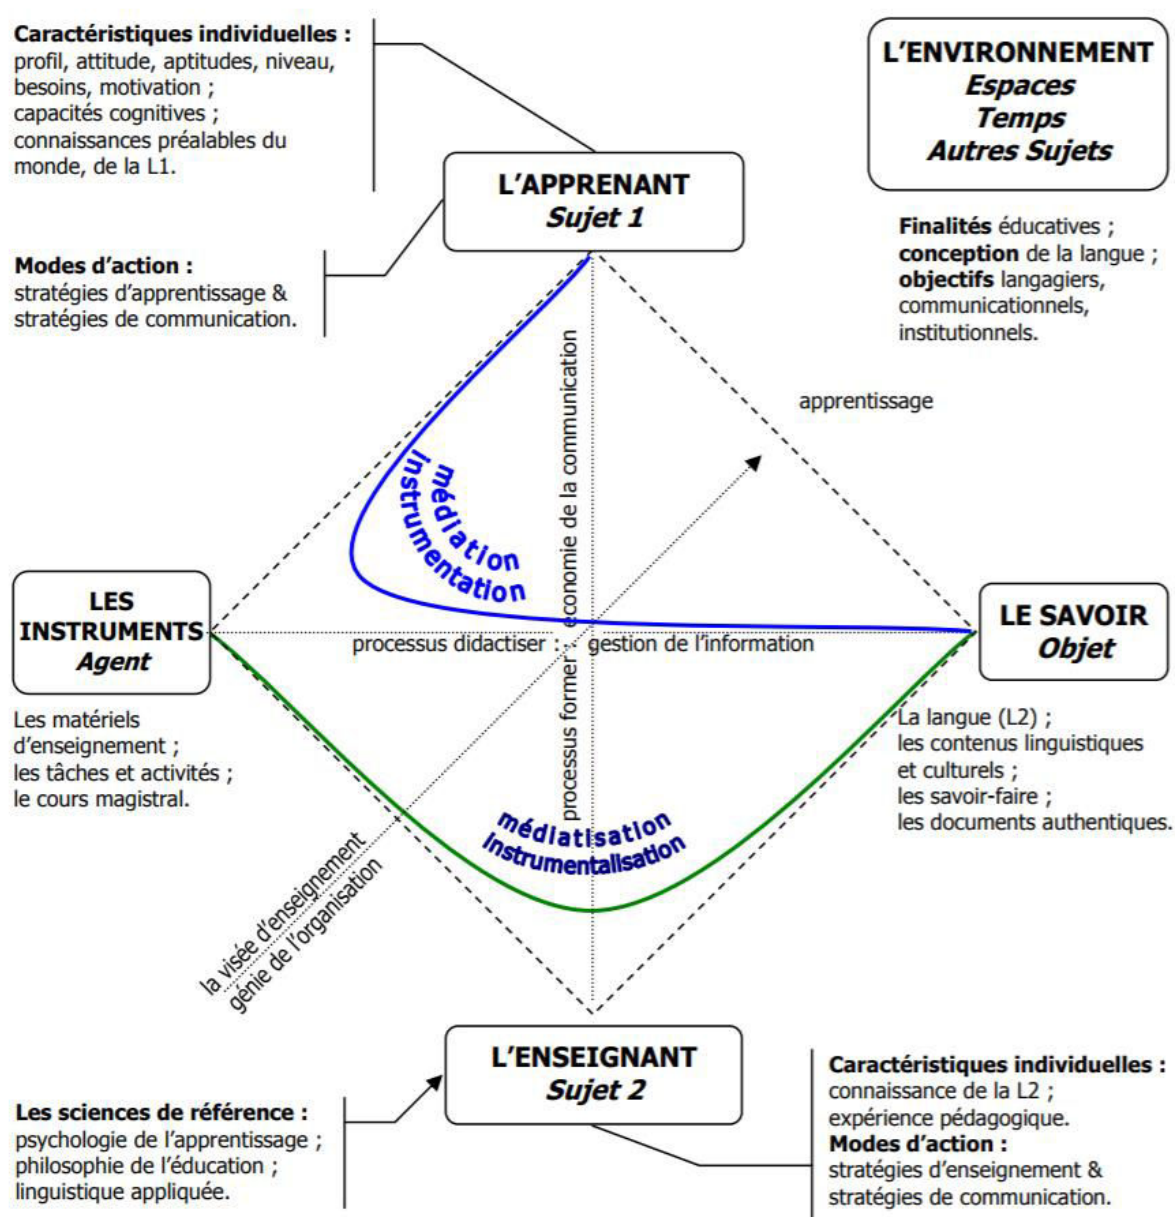 Caractéristiques individuelles :
profil, attitude, aptitudes, niveau,
besoins, motivation ;
capacités cognitives ;
connaissances préalables du
monde, de la L1.
L'ENVIRONNEMENT
Espaces
Temps
Autres Sujets
L'APPRENANT
Sujet 1
Finalités éducatives ;
conception de la langue ;
objectifs langagiers,
communicationnels,
institutionnels.
Modes d'action :
stratégies d'apprentissage &
stratégies de communication.
apprentissage
économie de la communication
médiation
instrumentation
LES
INSTRUMENTS
Agent
LE SAVOIR
Objet
processus didactiser : gestion de l'information
processus former :
Les matériels
d'enseignement ;
les tâches et activités ;
le cours magistral.
La langue (L2) ;
les contenus linguistiques
et culturels ;
les savoir-faire ;
les documents authentiques.
médiatisation
instrumentalisation
la visée d'enseignement
génie de l'organisation
L'ENSEIGNANT
Sujet 2
Caractéristiques individuelles :
connaissance de la L2 ;
expérience pédagogique.
Modes d'action :
stratégies d'enseignement &
stratégies de communication.
Les sciences de référence :
psychologie de l'apprentissage ;
philosophie de l'éducation ;
linguistique appliquée.